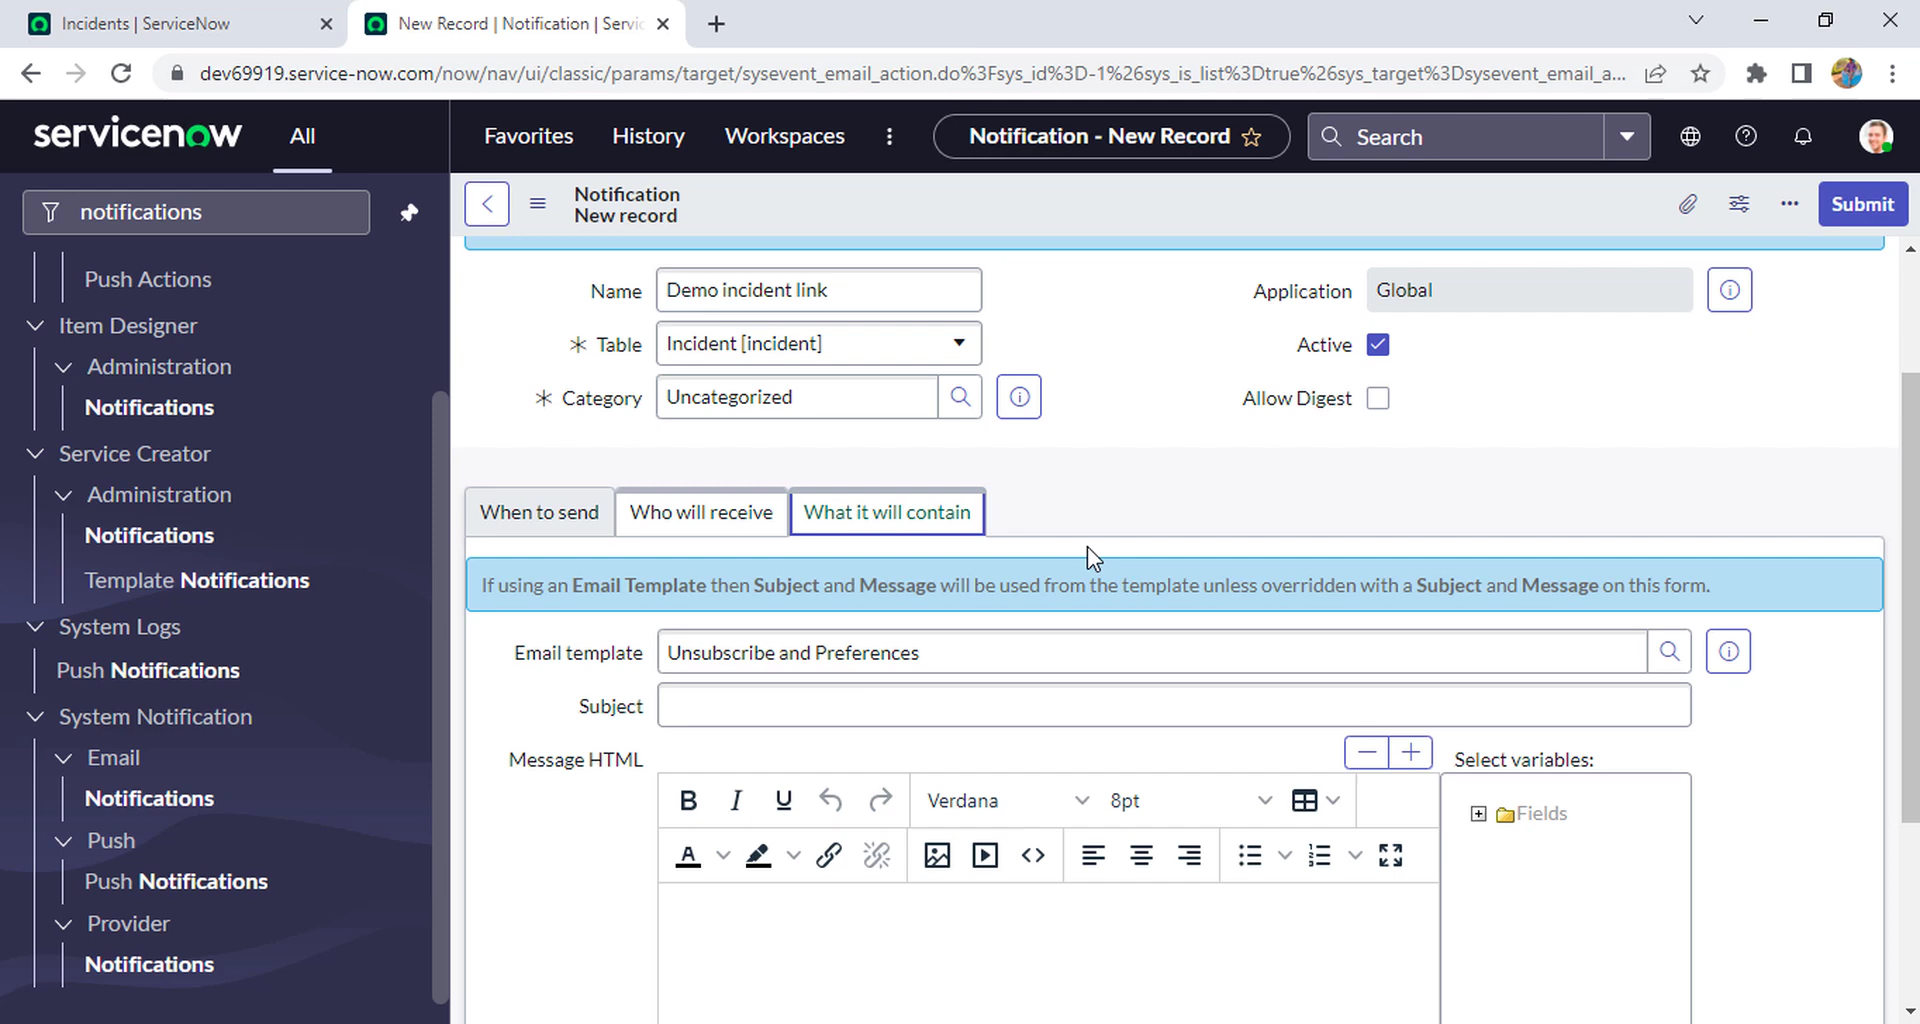 Incidents | ServiceNow
New Record | Notification | Servic
dev69919.service-now.com/now/nav/ui/classic/params/target/sysevent_email_action.do%3Fsys_id%3D-1%26sys_is_list%3Dtrue%26sys_target%3Dsysevent_email_a...
servicenow
All
Favorites
History
Workspaces
Notification - New Record
Search
notifications
Notification
New record
Submit
Push Actions
Item Designer
Administration
Notifications
Service Creator
Administration
Notifications
Template Notifications
System Logs
Push Notifications
System Notification
Email
Notifications
Push
Push Notifications
Provider
Notifications
Name
Demo incident link
Application
Global
Table
Incident [incident]
Active
Category
Uncategorized
Allow Digest
When to send
Who will receive
What it will contain
If using an Email Template then Subject and Message will be used from the template unless overridden with a Subject and Message on this form.
Email template
Unsubscribe and Preferences
Subject
Message HTML
Select variables:
B I U
Verdana
8pt
A
Fields